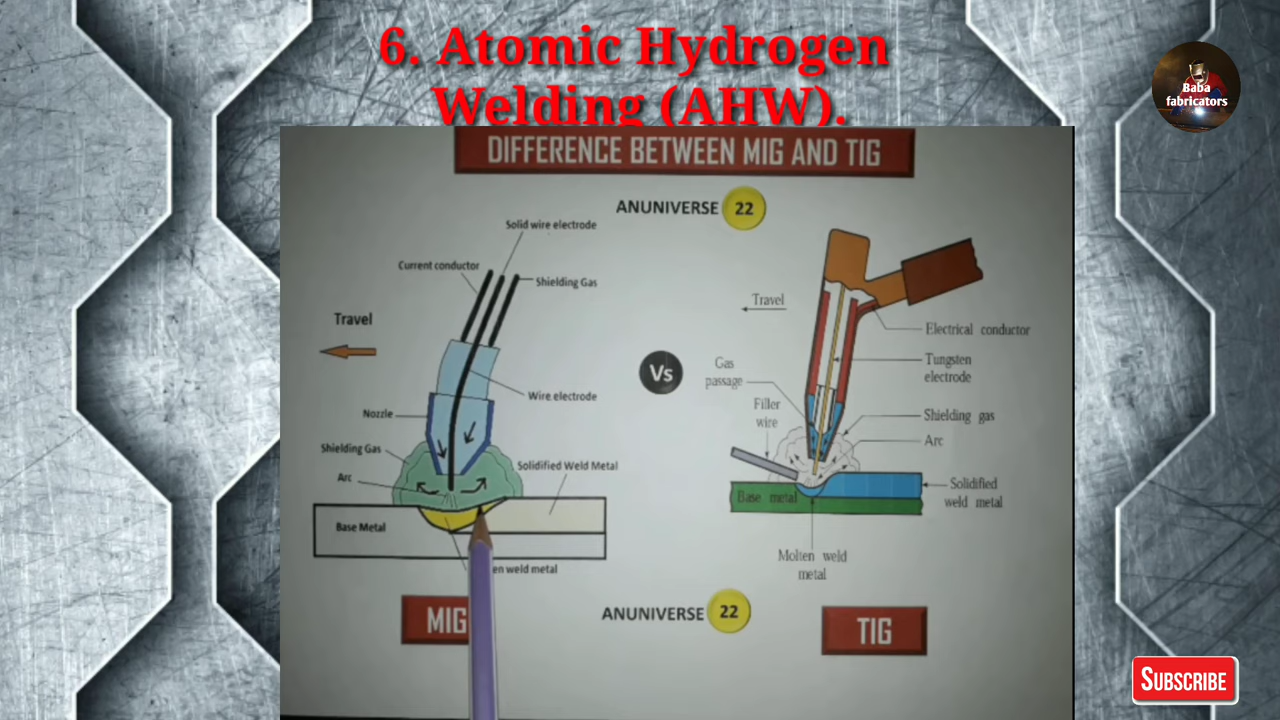 6. Atomic Hydrogen
Welding (AHW).
Baba
fabricators
DIFFERENCE BETWEEN MIG AND TIG
ANUNIVERSE 22
Solid wire electrode
Current conductor
Shielding Gas
Travel
Wire electrode
Nozzle
Shielding Gas
Arc
Solidified Weld Metal
Base Metal
en weld metal
MIG
Vs
Travel
Electrical conductor
Gas
passage
Tungsten
electrode
Filler
wire
Shielding gas
Arc
Base metal
Solidified
weld metal
Molten weld
metal
ANUNIVERSE 22
TIG
SUBSCRIBE